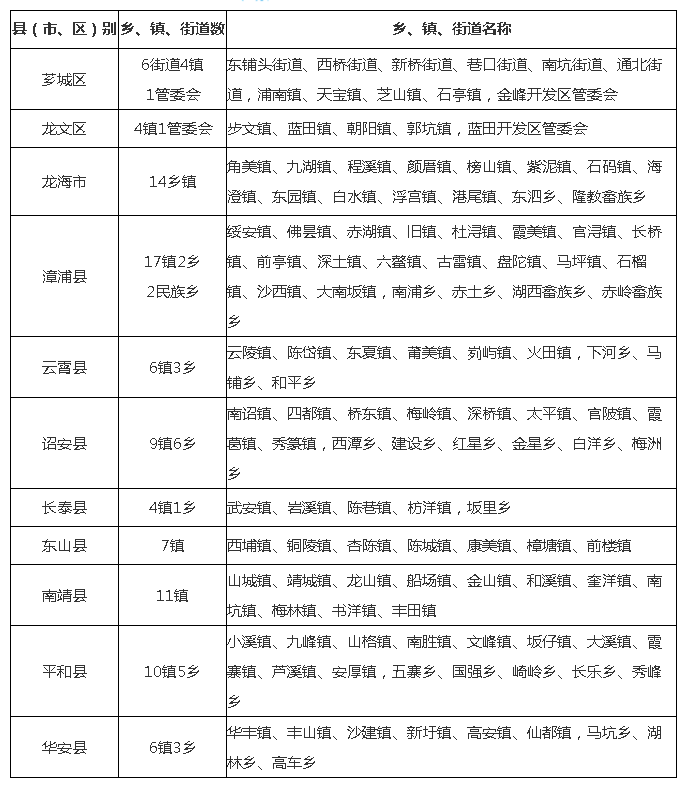 县（市、区）别 乡、镇、街道数 乡、镇、街道名称
芗城区 6街道4镇 1管委会 东铺头街道、西桥街道、新桥街道、巷口街道、南坑街道、通北街
道，浦南镇、天宝镇、芝山镇、石亭镇，金峰开发区管委会
龙文区 4镇1管委会 步文镇、蓝田镇、朝阳镇、郭坑镇，蓝田开发区管委会
龙海市 14乡镇 角美镇、九湖镇、程溪镇、颜厝镇、榜山镇、紫泥镇、石码镇、海
澄镇、东园镇、白水镇、浮宫镇、港尾镇、东泗乡、隆教畲族乡
漳浦县 17镇2乡 2民族乡 绥安镇、佛昙镇、赤湖镇、旧镇、杜浔镇、霞美镇、官浔镇、长桥
镇、前亭镇、深土镇、六鳌镇、古雷镇、盘陀镇、马坪镇、石榴
镇、沙西镇、大南坂镇，南浦乡、赤土乡、湖西畲族乡、赤岭畲族
乡
云霄县 6镇3乡 云陵镇、陈岱镇、东厦镇、莆美镇、列屿镇、火田镇，下河乡、马
铺乡、和平乡
诏安县 9镇6乡 南诏镇、四都镇、桥东镇、梅岭镇、深桥镇、太平镇、官陂镇、霞
葛镇、秀篆镇，西潭乡、建设乡、红星乡、金星乡、白洋乡、梅洲
乡
长泰县 4镇1乡 武安镇、岩溪镇、陈巷镇、枋洋镇，坂里乡
东山县 7镇 西埔镇、铜陵镇、杏陈镇、陈城镇、康美镇、樟塘镇、前楼镇
南靖县 11镇 山城镇、靖城镇、龙山镇、船场镇、金山镇、和溪镇、奎洋镇、南
坑镇、梅林镇、书洋镇、丰田镇
平和县 10镇5乡 小溪镇、九峰镇、山格镇、南胜镇、文峰镇、坂仔镇、大溪镇、霞
寨镇、芦溪镇、安厚镇，五寨乡、国强乡、崎岭乡、长乐乡、秀峰
乡
华安县 6镇3乡 华丰镇、丰山镇、沙建镇、新圩镇、高安镇、仙都镇，马坑乡、湖
林乡、高车乡